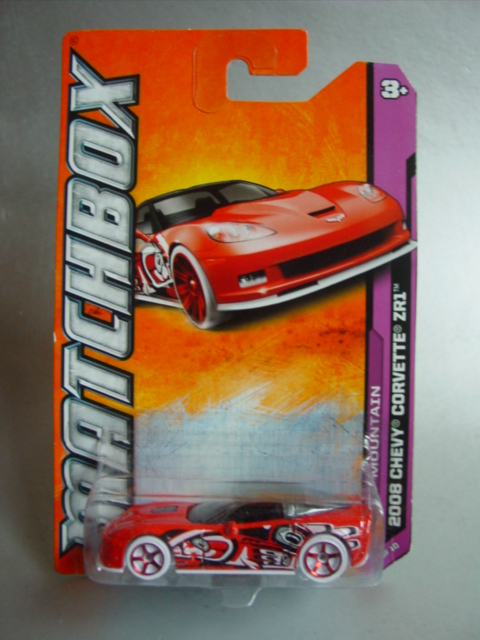 MATCHBOX®
3+
2008 CHEVY® CORVETTE® ZR1™
MOUNTAIN